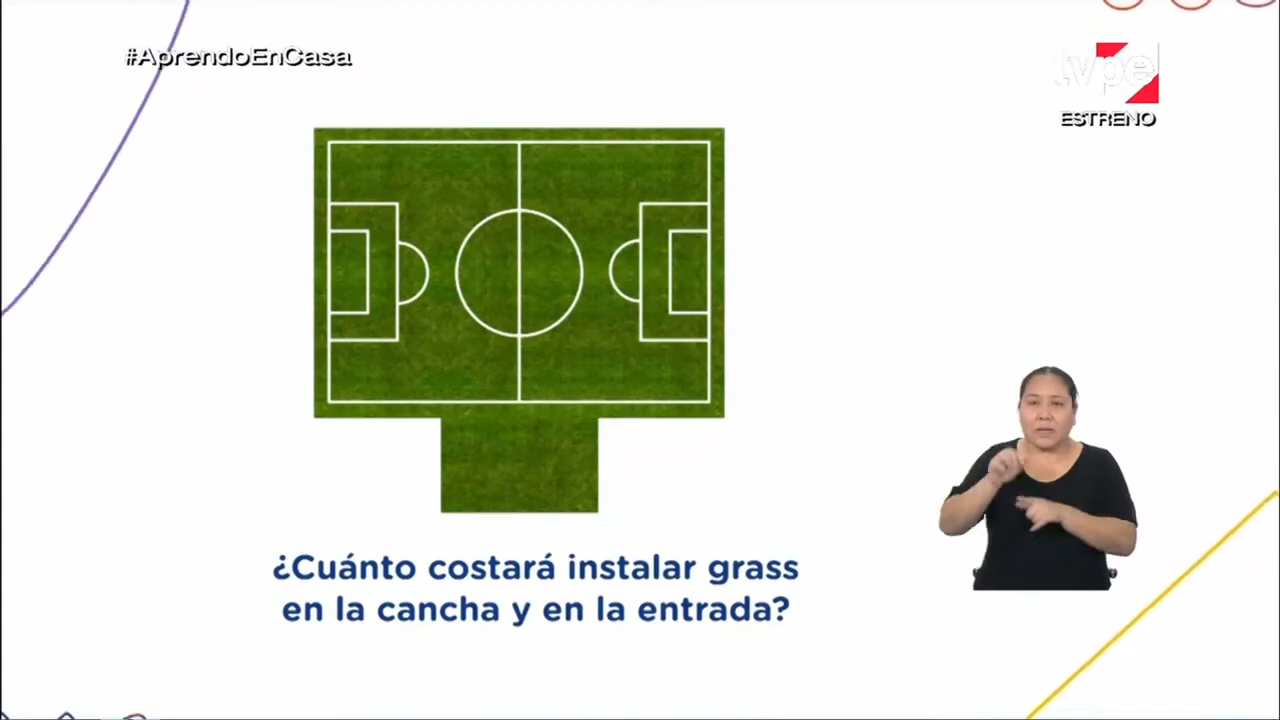 #AprendoEnCasa
tvpe
ESTRENO
¿Cuánto costará instalar grass
en la cancha y en la entrada?